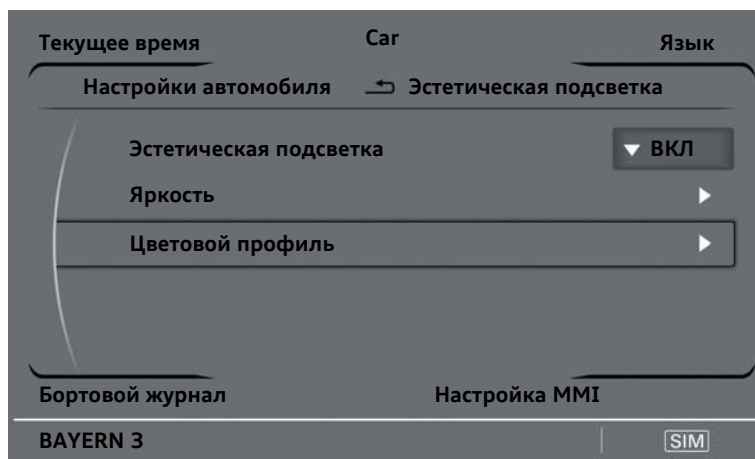 Текущее время Car Язык
Настройки автомобиля Эстетическая подсветка
Эстетическая подсветка ВКЛ
Яркость
Цветовой профиль
Бортовой журнал Настройка MMI
BAYERN 3 SIM